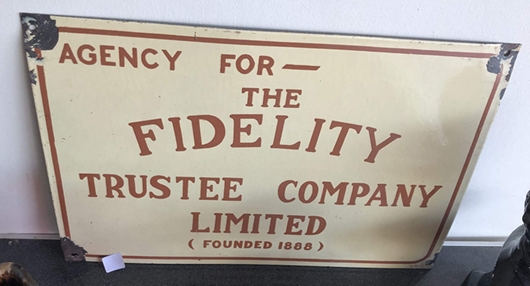 AGENCY FOR —
THE
FIDELITY
TRUSTEE COMPANY
LIMITED
( FOUNDED 1888 )